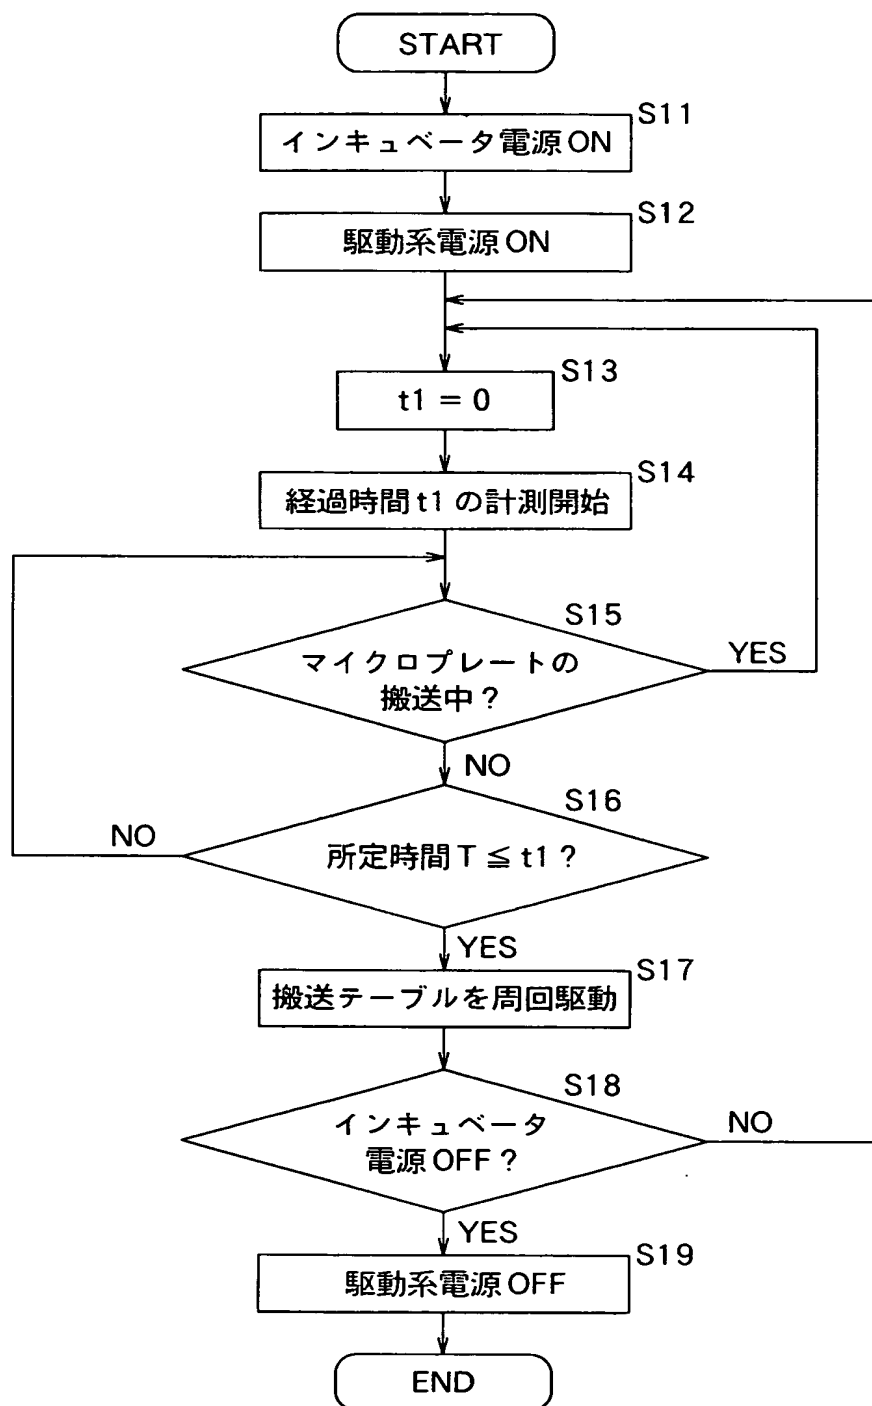 START
S11
インキュベータ電源ON
S12
駆動系電源ON
S13
t1 = 0
S14
経過時間t1の計測開始
S15
マイクロプレートの
搬送中?
YES
NO
S16
所定時間T ≦ t1?
NO
YES
S17
搬送テーブルを周回駆動
S18
インキュベータ
電源OFF?
NO
YES
S19
駆動系電源OFF
END